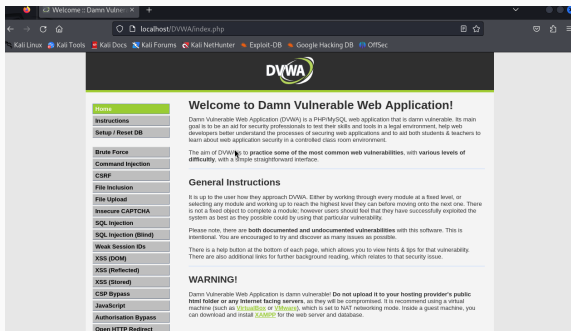 Welcome :: Damn Vulner
localhost/DVWA/index.php
Kali Linux Kali Tools Kali Docs Kali Forums Kali NetHunter Exploit-DB Google Hacking DB OffSec
DVWA
Home
Instructions
Setup / Reset DB
Brute Force
Command Injection
CSRF
File Inclusion
File Upload
Insecure CAPTCHA
SQL Injection
SQL Injection (Blind)
Weak Session IDs
XSS (DOM)
XSS (Reflected)
XSS (Stored)
CSP Bypass
JavaScript
Authorisation Bypass
Open HTTP Redirect
Welcome to Damn Vulnerable Web Application!
Damn Vulnerable Web Application (DVWA) is a PHP/MySQL web application that is damn vulnerable. Its main
goal is to be an aid for security professionals to test their skills and tools in a legal environment, help web
developers better understand the processes of securing web applications and to aid both students & teachers to
learn about web application security in a controlled class room environment.
The aim of DVWA is to practice some of the most common web vulnerabilities, with various levels of
difficultly, with a simple straightforward interface.
General Instructions
It is up to the user how they approach DVWA. Either by working through every module at a fixed level, or
selecting any module and working up to reach the highest level they can before moving onto the next one. There
is not a fixed object to complete a module; however users should feel that they have successfully exploited the
system as best as they possible could by using that particular vulnerability.
Please note, there are both documented and undocumented vulnerabilities with this software. This is
intentional. You are encouraged to try and discover as many issues as possible.
There is a help button at the bottom of each page, which allows you to view hints & tips for that vulnerability.
There are also additional links for further background reading, which relates to that security issue.
WARNING!
Damn Vulnerable Web Application is damn vulnerable! Do not upload it to your hosting provider's public
html folder or any Internet facing servers, as they will be compromised. It is recommend using a virtual
machine (such as VirtualBox or VMware), which is set to NAT networking mode. Inside a guest machine, you
can download and install XAMPP for the web server and database.